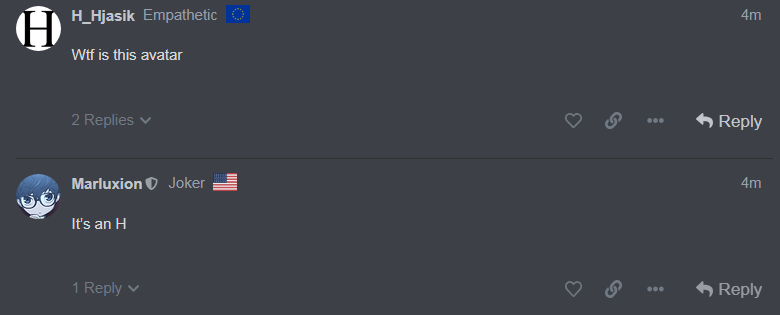 H
H_Hjasik Empathetic 4m
Wtf is this avatar
2 Replies Reply
Marluxion Joker 4m
It's an H
1 Reply Reply